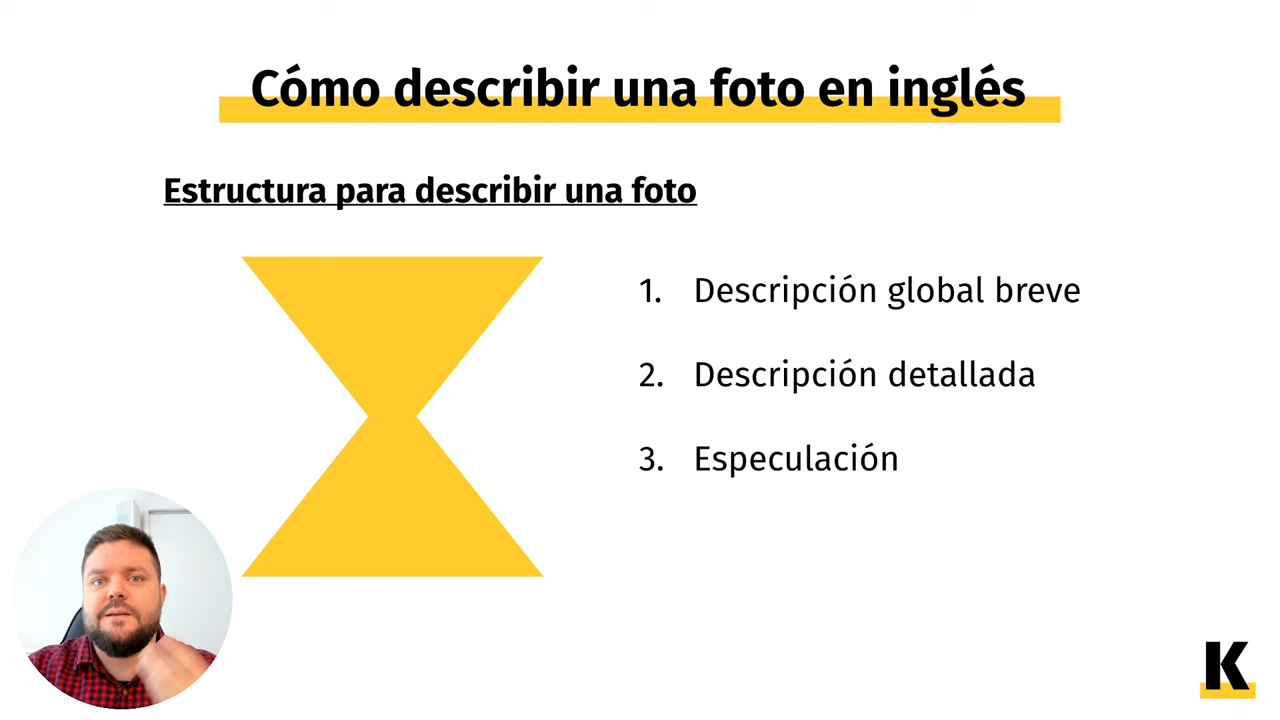 Cómo describir una foto en inglés
Estructura para describir una foto
1. Descripción global breve
2. Descripción detallada
3. Especulación
K